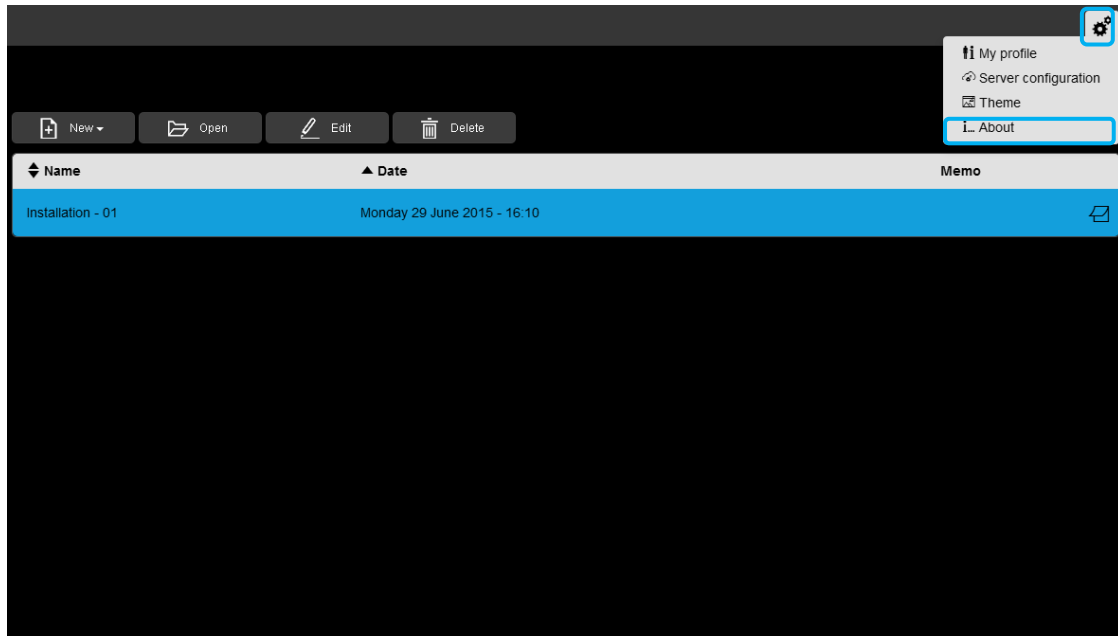 My profile
Server configuration
Theme
i... About
New Open Edit Delete
Name Date Memo
Installation - 01 Monday 29 June 2015 - 16:10